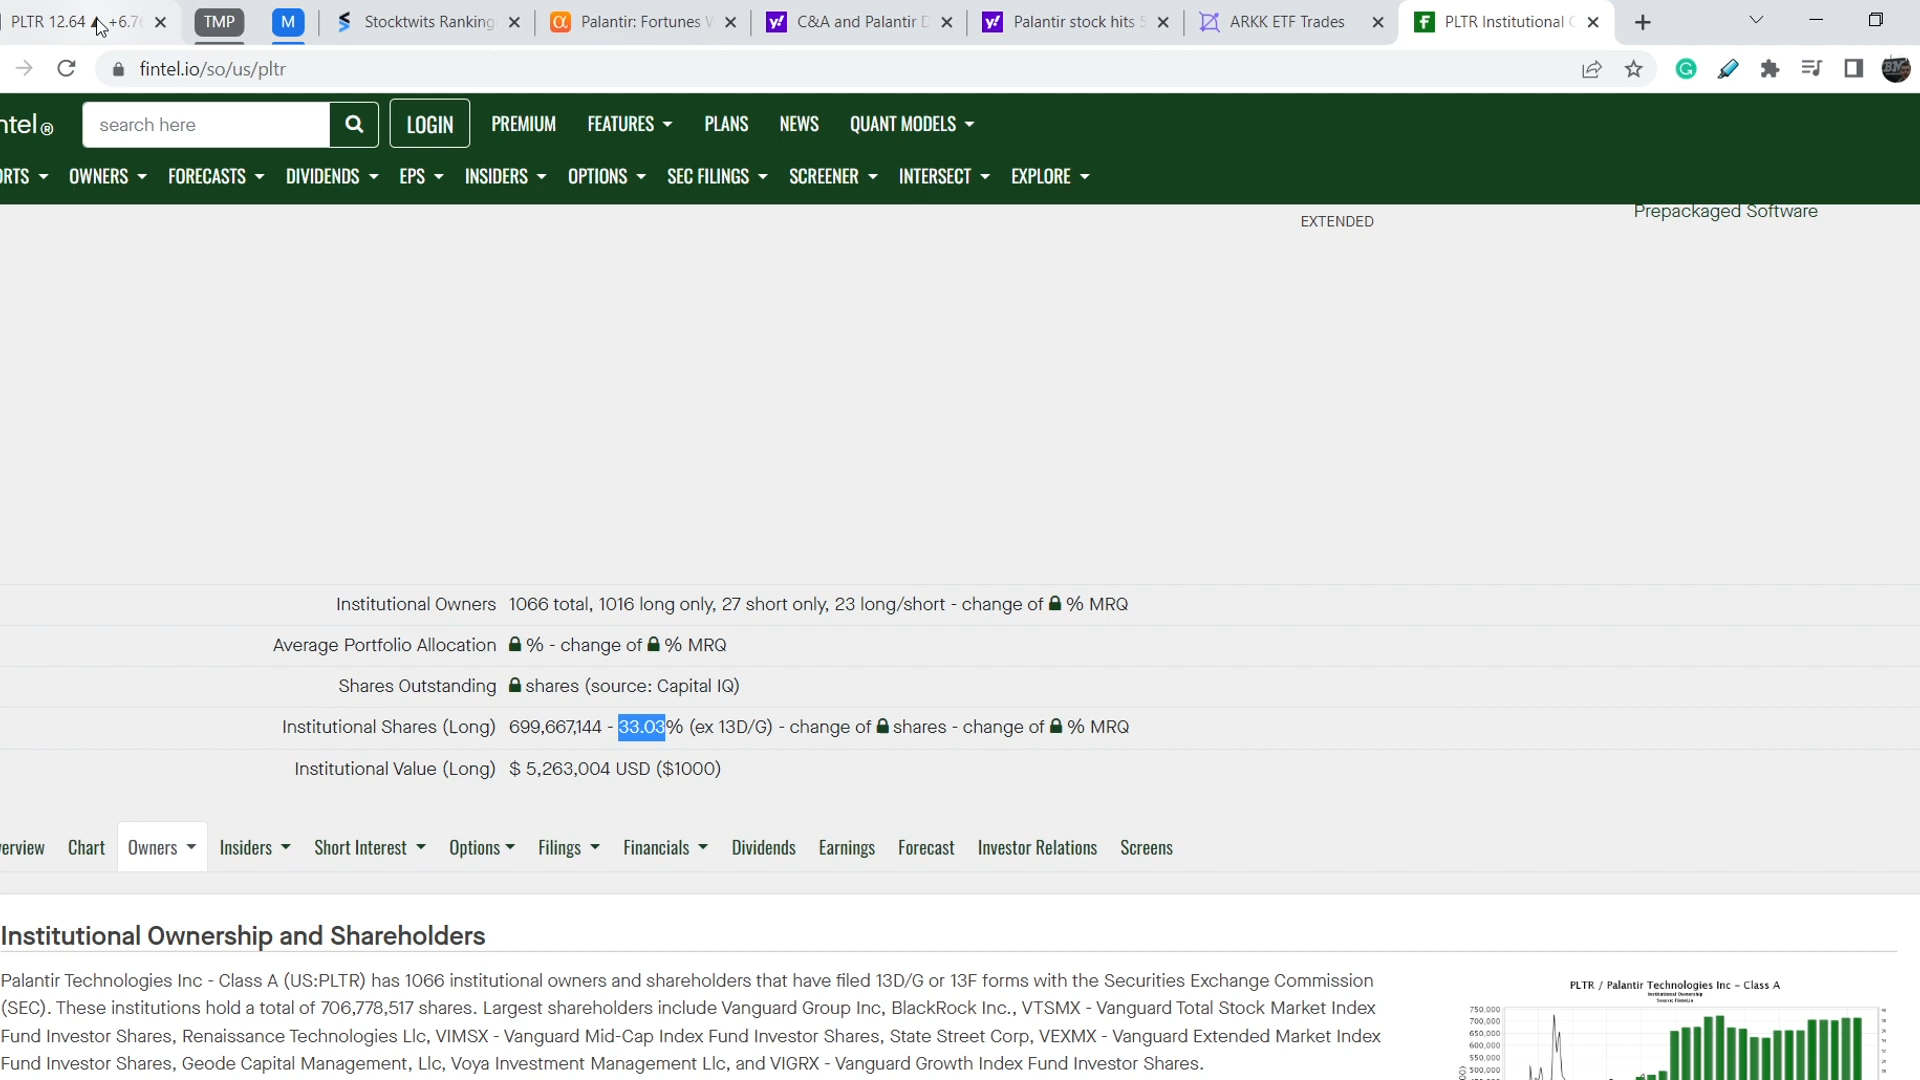 PLTR 12.64 ▲ +6.7
TMP
M
Stocktwits Ranking
Palantir: Fortunes
C&A and Palantir D
Palantir stock hits 5
ARKK ETF Trades
PLTR Institutional
fintel.io/so/us/pltr
ntel®
search here
LOGIN
PREMIUM
FEATURES
PLANS
NEWS
QUANT MODELS
ORTS
OWNERS
FORECASTS
DIVIDENDS
EPS
INSIDERS
OPTIONS
SEC FILINGS
SCREENER
INTERSECT
EXPLORE
Prepackaged Software
EXTENDED
Institutional Owners 1066 total, 1016 long only, 27 short only, 23 long/short - change of % MRQ
Average Portfolio Allocation % - change of % MRQ
Shares Outstanding shares (source: Capital IQ)
Institutional Shares (Long) 699,667,144 - 33.03% (ex 13D/G) - change of shares - change of % MRQ
Institutional Value (Long) $ 5,263,004 USD ($1000)
verview
Chart
Owners
Insiders
Short Interest
Options
Filings
Financials
Dividends
Earnings
Forecast
Investor Relations
Screens
Institutional Ownership and Shareholders
Palantir Technologies Inc - Class A (US:PLTR) has 1066 institutional owners and shareholders that have filed 13D/G or 13F forms with the Securities Exchange Commission
(SEC). These institutions hold a total of 706,778,517 shares. Largest shareholders include Vanguard Group Inc, BlackRock Inc., VTSMX - Vanguard Total Stock Market Index
Fund Investor Shares, Renaissance Technologies Llc, VIMSX - Vanguard Mid-Cap Index Fund Investor Shares, State Street Corp, VEXMX - Vanguard Extended Market Index
Fund Investor Shares, Geode Capital Management, Llc, Voya Investment Management Llc, and VIGRX - Vanguard Growth Index Fund Investor Shares.
PLTR / Palantir Technologies Inc - Class A
Institutional Ownership
750,000
700,000
650,000
600,000
550,000
500,000